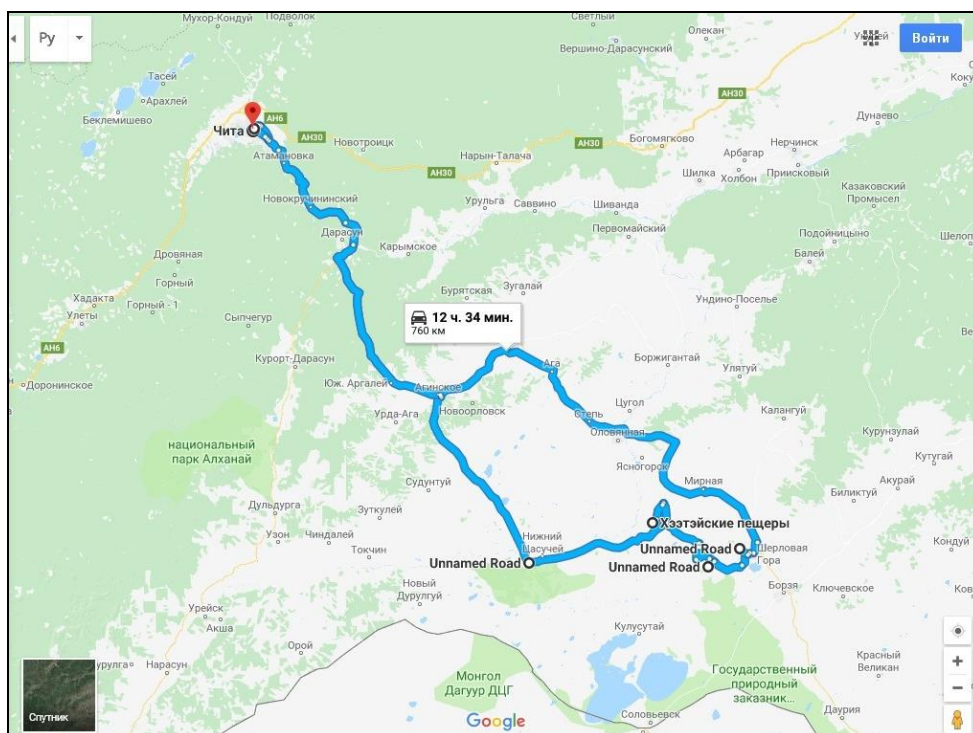 Мухор-Кондуй
Подволок
Светлый
Олекан
Ру
Войти
Вершино-Дарасунский
Тасей
Арахлей
Беклемишево
AH6
AH30
Дунаево
Чита
Атамановка
AH30
Новотроицк
AH30
Богомягково
AH30
Нарын-Талача
Арбагар
Нерчинск
Шилка
Холбон
Приисковый
Казаковский
Промысел
Новокручининский
Урульга
Саввино
Шиванда
Первомайский
Дарасун
Карымское
Подойницыно
Балей
Дровяная
Горный
Бурятская
Зугалай
Ундино-Поселье
Хадакта
Улеты
Горный - 1
Сыпчегур
12 ч. 34 мин.
760 км
AH6
Доронинское
Курорт-Дарасун
Юж. Аргалей
Агинское
Ага
Боржигантай
Улятуй
Новоорловск
Урда-Ага
Цугол
Степь
Оловянная
Калангуй
национальный
парк Алханай
Курунзулай
Ясногорск
Кутугай
Судунтуй
Мирная
Акурай
Биликтуй
Дульдурга
Зуткулей
Узон
Чиндалей
Хээтэйские пещеры
Нижний
Цасучей
Токчин
Unnamed Road
Unnamed Road
Unnamed Road
Шерловая
Гора
Кондуй
Борзя
Ключевское
Новый
Дурулгуй
Урейск
Акша
Кулусутай
Орой
Нарасун
Красный
Великан
Монгол
Дагуур ДЦГ
Государственный
природный
заказник...
Спутник
Google
Соловьевск
Даурия